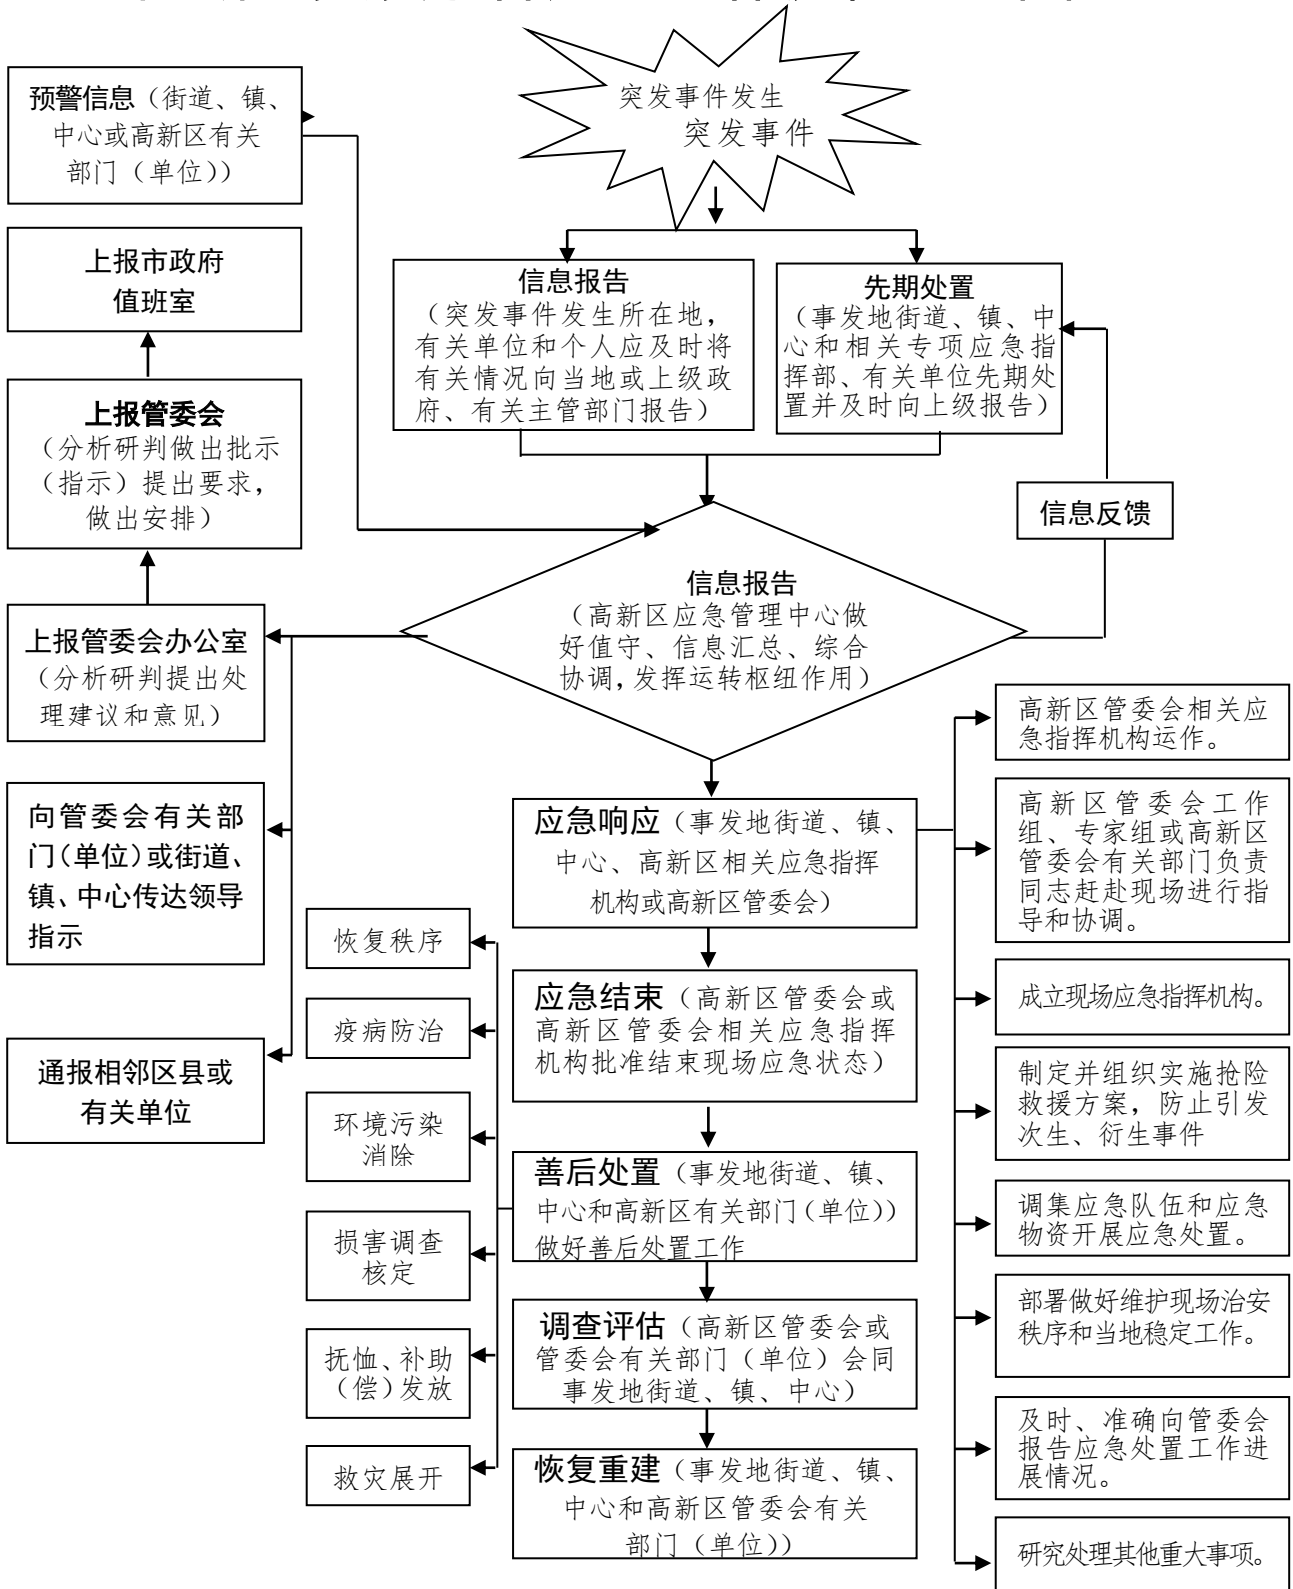 突发事件发生
突发事件
预警信息（街道、镇、
中心或高新区有关
部门（单位））
上报市政府
值班室
信息报告
（突发事件发生所在地，
有关单位和个人应及时将
有关情况向当地或上级政
府、有关主管部门报告）
先期处置
（事发地街道、镇、中
心和相关专项应急指
挥部、有关单位先期处
置并及时向上级报告）
上报管委会
（分析研判做出批示
（指示）提出要求，
做出安排）
信息反馈
信息报告
（高新区应急管理中心做
好值守、信息汇总、综合
协调，发挥运转枢纽作用）
上报管委会办公室
（分析研判提出处
理建议和意见）
向管委会有关部
门（单位）或街道、
镇、中心传达领导
指示
通报相邻区县或
有关单位
应急响应（事发地街道、镇、
中心、高新区相关应急指挥
机构或高新区管委会）
应急结束（高新区管委会或
高新区管委会相关应急指挥
机构批准结束现场应急状态）
善后处置（事发地街道、镇、
中心和高新区有关部门（单位））
做好善后处置工作
调查评估（高新区管委会或
管委会有关部门（单位）会同
事发地街道、镇、中心）
恢复重建（事发地街道、镇、
中心和高新区管委会有关
部门（单位））
恢复秩序
疫病防治
环境污染
消除
损害调查
核定
抚恤、补助
（偿）发放
救灾展开
高新区管委会相关应
急指挥机构运作。
高新区管委会工作
组、专家组或高新区
管委会有关部门负责
同志赶赴现场进行指
导和协调。
成立现场应急指挥机构。
制定并组织实施抢险
救援方案，防止引发
次生、衍生事件
调集应急队伍和应急
物资开展应急处置。
部署做好维护现场治安
秩序和当地稳定工作。
及时、准确向管委会
报告应急处置工作进
展情况。
研究处理其他重大事项。